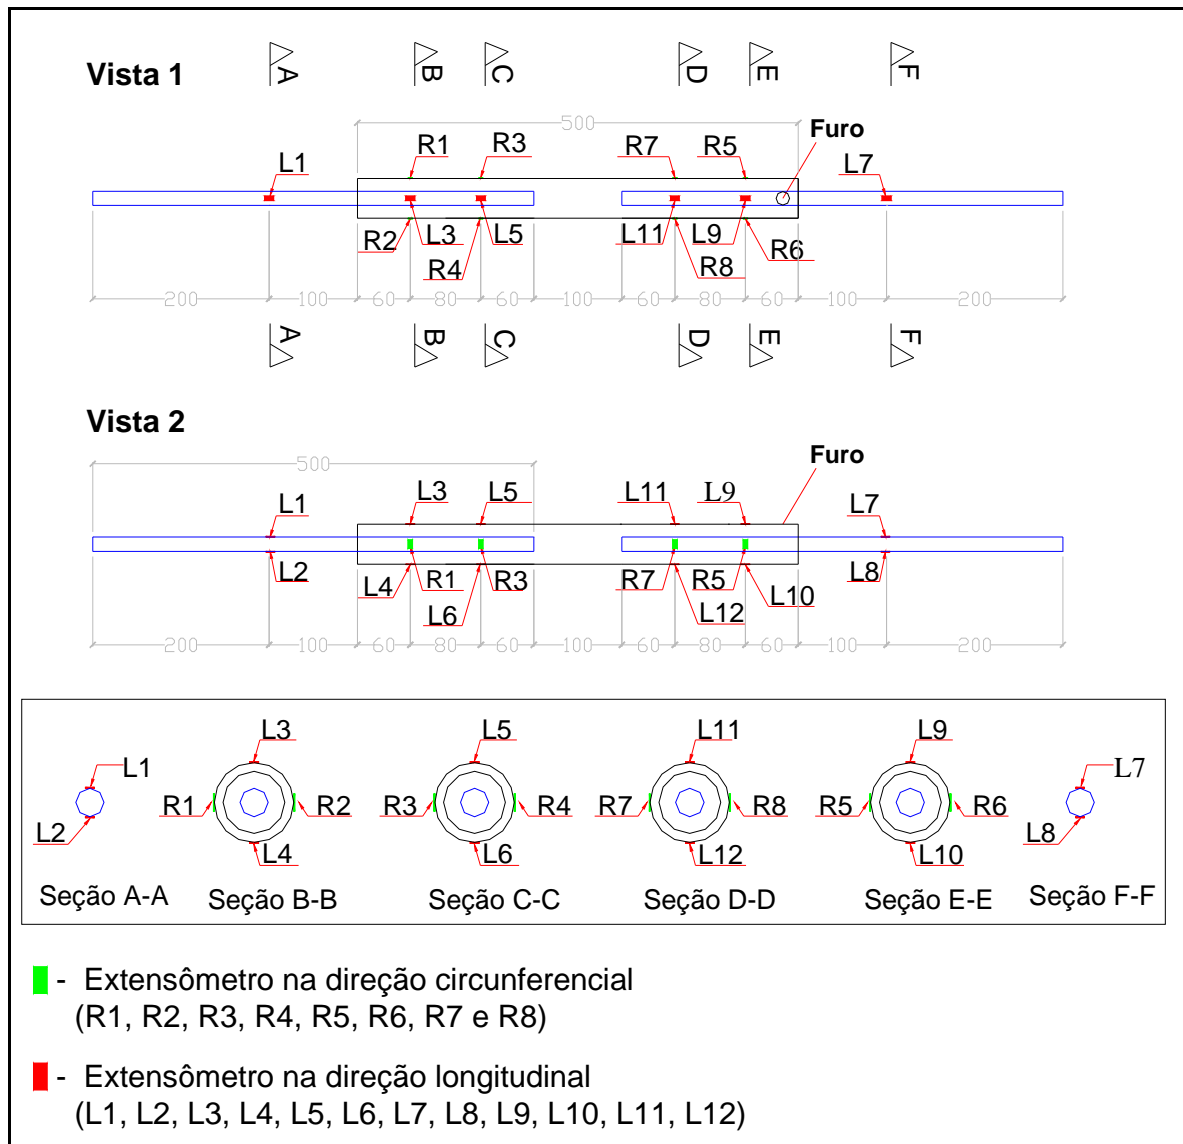 Vista 1
A B C D E F
500
Furo
L1 R1 R3 R7 R5 L7
R2 L3 R4 L5 L11 R8 L9 R6
200 100 60 80 60 100 60 80 60 100 200
A B C D E F
Vista 2
500
Furo
L1 L3 L5 L11 L9 L7
L2 L4 R1 L6 R3 R7 L12 R5 L10 L8
200 100 60 80 60 100 60 80 60 100 200
L1 L3 L5 L11 L9 L7
R1 R2 R3 R4 R7 R8 R5 R6
L2 L4 L6 L12 L10 L8
Seção A-A Seção B-B Seção C-C Seção D-D Seção E-E Seção F-F
- Extensômetro na direção circunferencial
(R1, R2, R3, R4, R5, R6, R7 e R8)
- Extensômetro na direção longitudinal
(L1, L2, L3, L4, L5, L6, L7, L8, L9, L10, L11, L12)